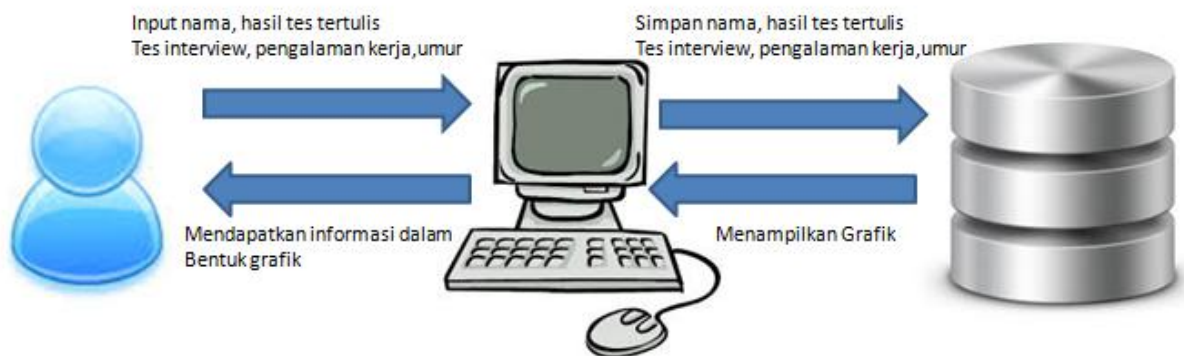 Input nama, hasil tes tertulis
Tes interview, pengalaman kerja,umur
Simpan nama, hasil tes tertulis
Tes interview, pengalaman kerja,umur
Mendapatkan informasi dalam
Bentuk grafik
Menampilkan Grafik